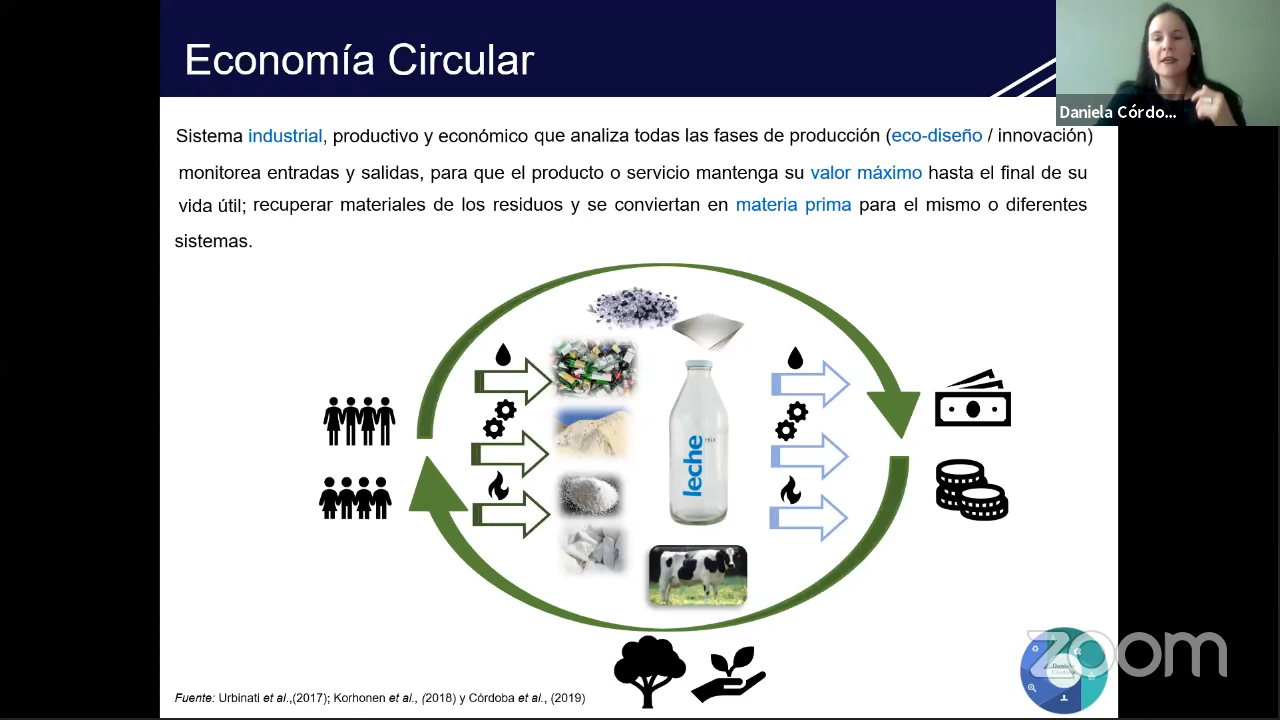 Economía Circular
Daniela Córdo...
Sistema industrial, productivo y económico que analiza todas las fases de producción (eco-diseño / innovación)
monitorea entradas y salidas, para que el producto o servicio mantenga su valor máximo hasta el final de su
vida útil; recuperar materiales de los residuos y se conviertan en materia prima para el mismo o diferentes
sistemas.
leche
MILK
zoom
Daniela
Córdoba
Fuente: Urbinati et al.,(2017); Korhonen et al., (2018) y Córdoba et al., (2019)